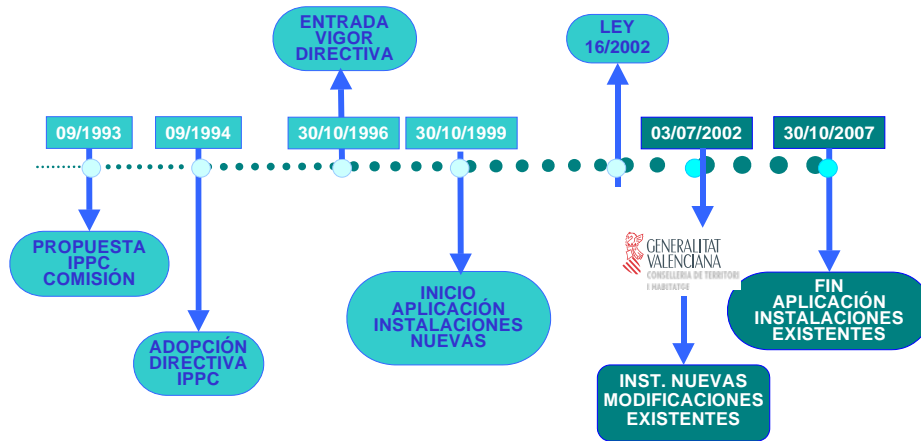 ENTRADA
VIGOR
DIRECTIVA
LEY
16/2002
09/1993
09/1994
30/10/1996
30/10/1999
03/07/2002
30/10/2007
PROPUESTA
IPPC
COMISIÓN
ADOPCIÓN
DIRECTIVA
IPPC
INICIO
APLICACIÓN
INSTALACIONES
NUEVAS
GENERALITAT
VALENCIANA
CONSELLERIA DE TERRITORI
I HABITATGE
INST. NUEVAS
MODIFICACIONES
EXISTENTES
FIN
APLICACIÓN
INSTALACIONES
EXISTENTES